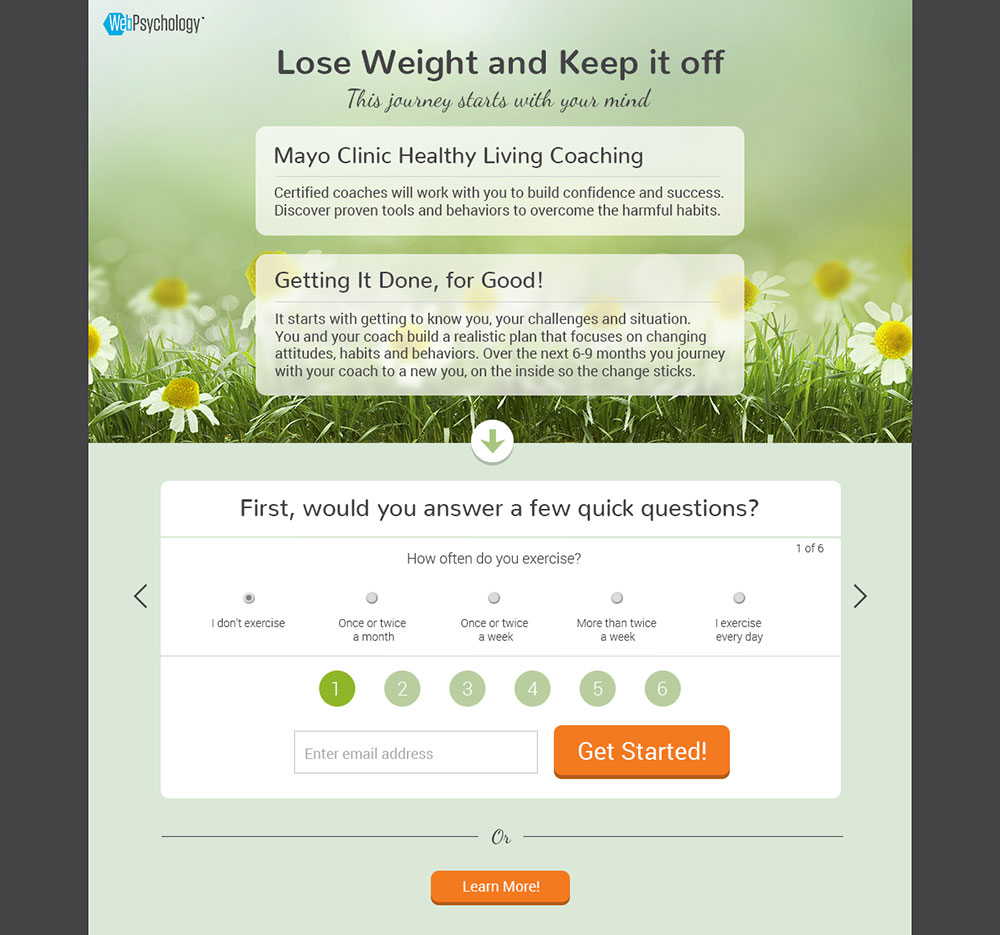 WebPsychology
Lose Weight and Keep it off
This journey starts with your mind
Mayo Clinic Healthy Living Coaching
Certified coaches will work with you to build confidence and success.
Discover proven tools and behaviors to overcome the harmful habits.
Getting It Done, for Good!
It starts with getting to know you, your challenges and situation.
You and your coach build a realistic plan that focuses on changing
attitudes, habits and behaviors. Over the next 6-9 months you journey
with your coach to a new you, on the inside so the change sticks.
First, would you answer a few quick questions?
1 of 6
How often do you exercise?
I don't exercise
Once or twice
a month
Once or twice
a week
More than twice
a week
I exercise
every day
1 2 3 4 5 6
Enter email address
Get Started!
Or
Learn More!